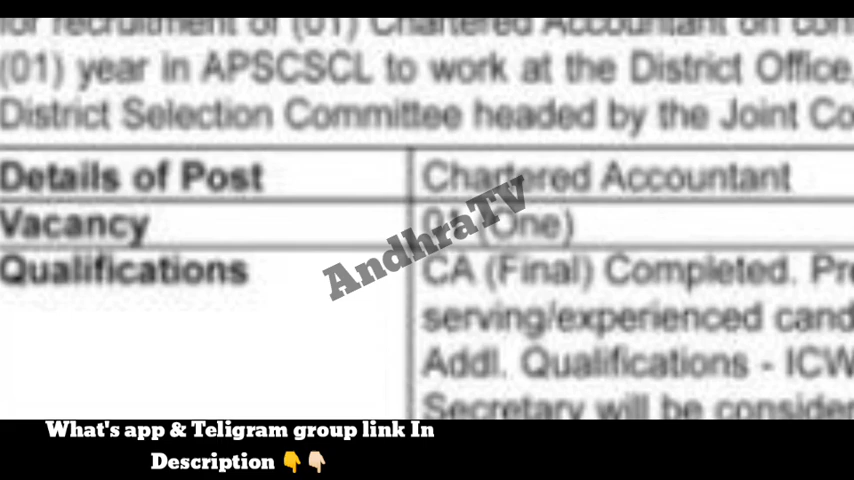 for recruitment of (01) Chartered Accountant on con
(01) year in APSCSCL to work at the District Office,
District Selection Committee headed by the Joint Co
Details of Post Chartered Accountant
Vacancy 01 (One)
Qualifications CA (Final) Completed. Pre
serving/experienced cand
Addl. Qualifications - ICW
Secretary will be consider
AndhraTV
What's app & Teligram group link In
Description 👇👇🏻